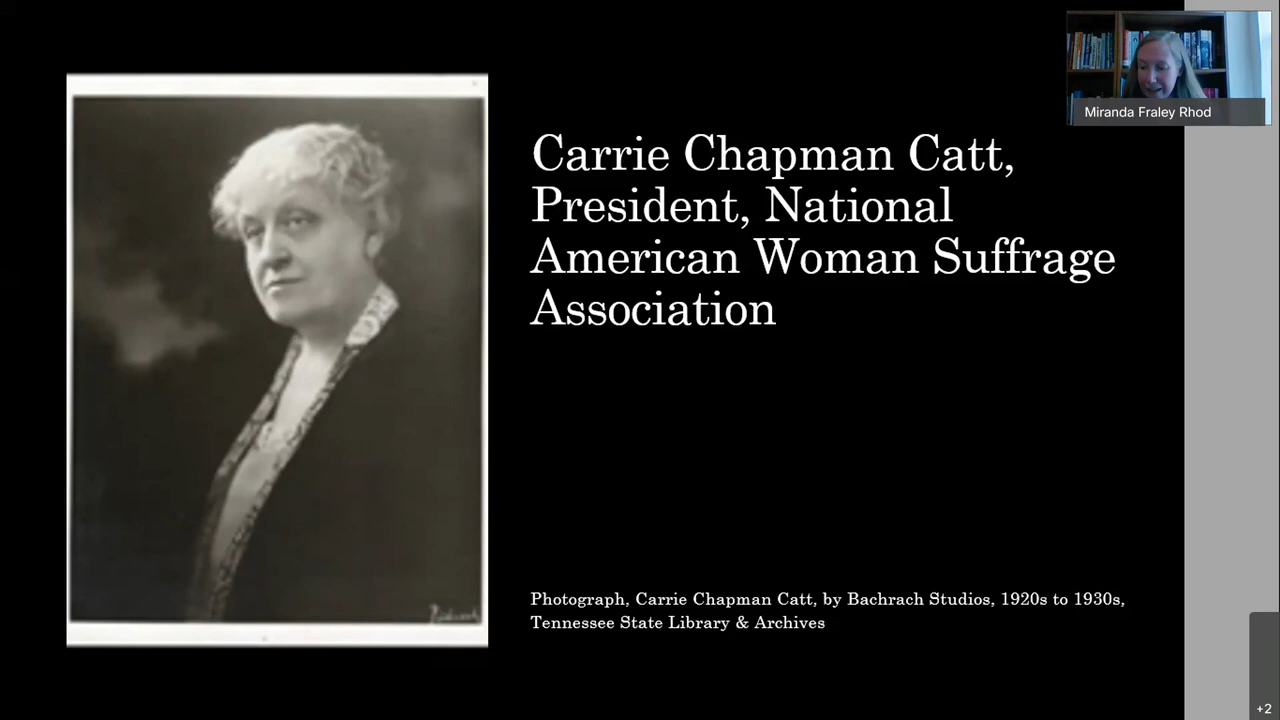 Miranda Fraley Rhod
Carrie Chapman Catt,
President, National
American Woman Suffrage
Association
Photograph, Carrie Chapman Catt, by Bachrach Studios, 1920s to 1930s,
Tennessee State Library & Archives
+2